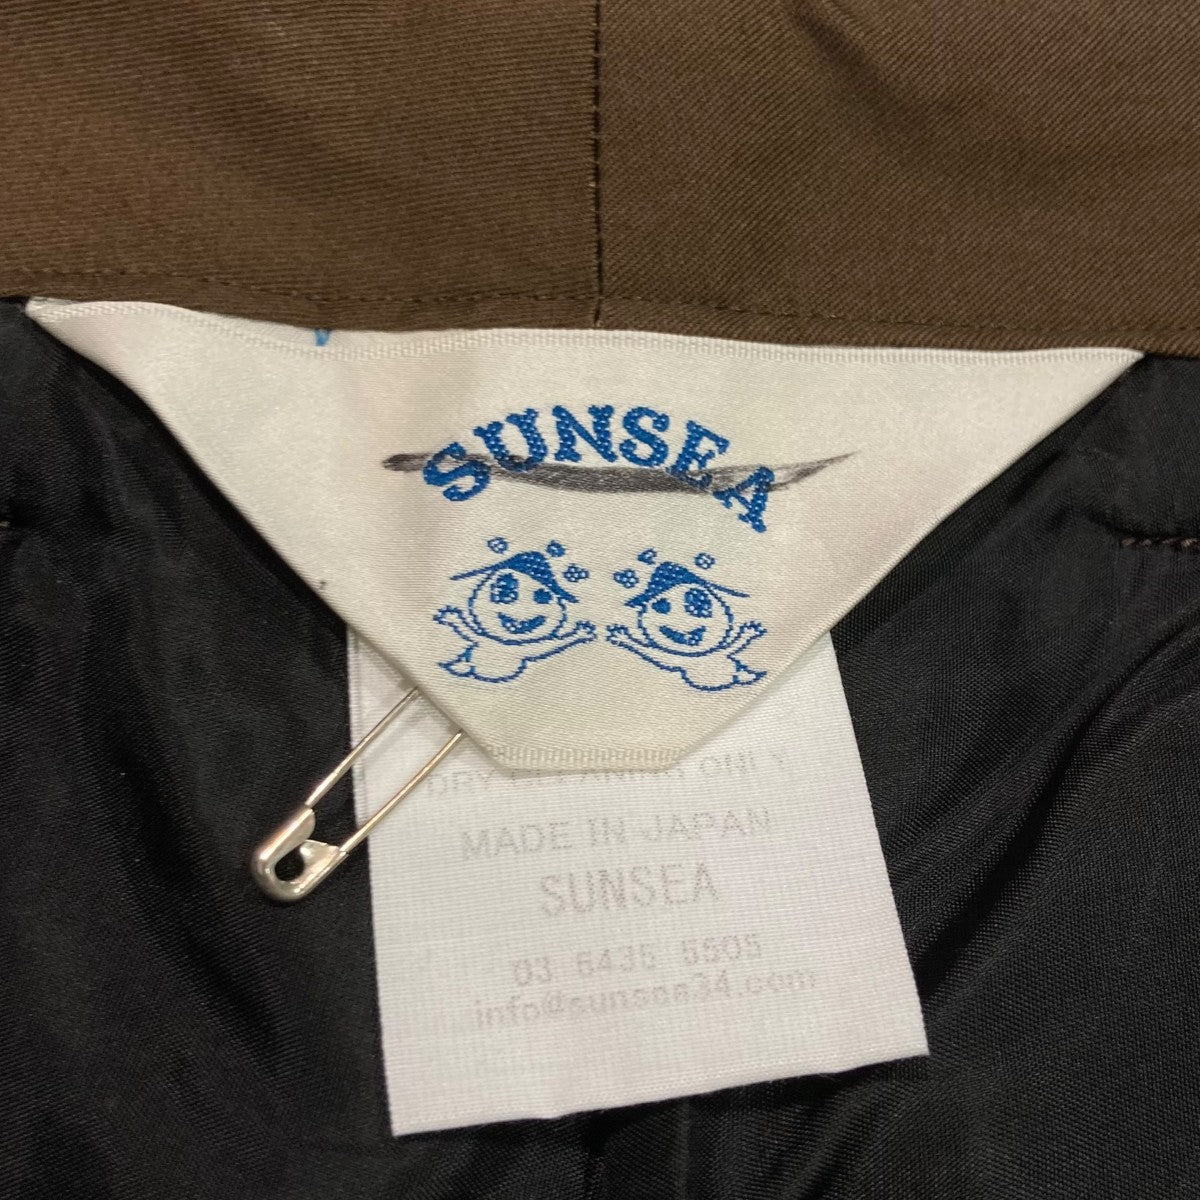 SUNSEA
DRY CLEANING ONLY
MADE IN JAPAN
SUNSEA
03 6435 5505
info@sunsea34.com